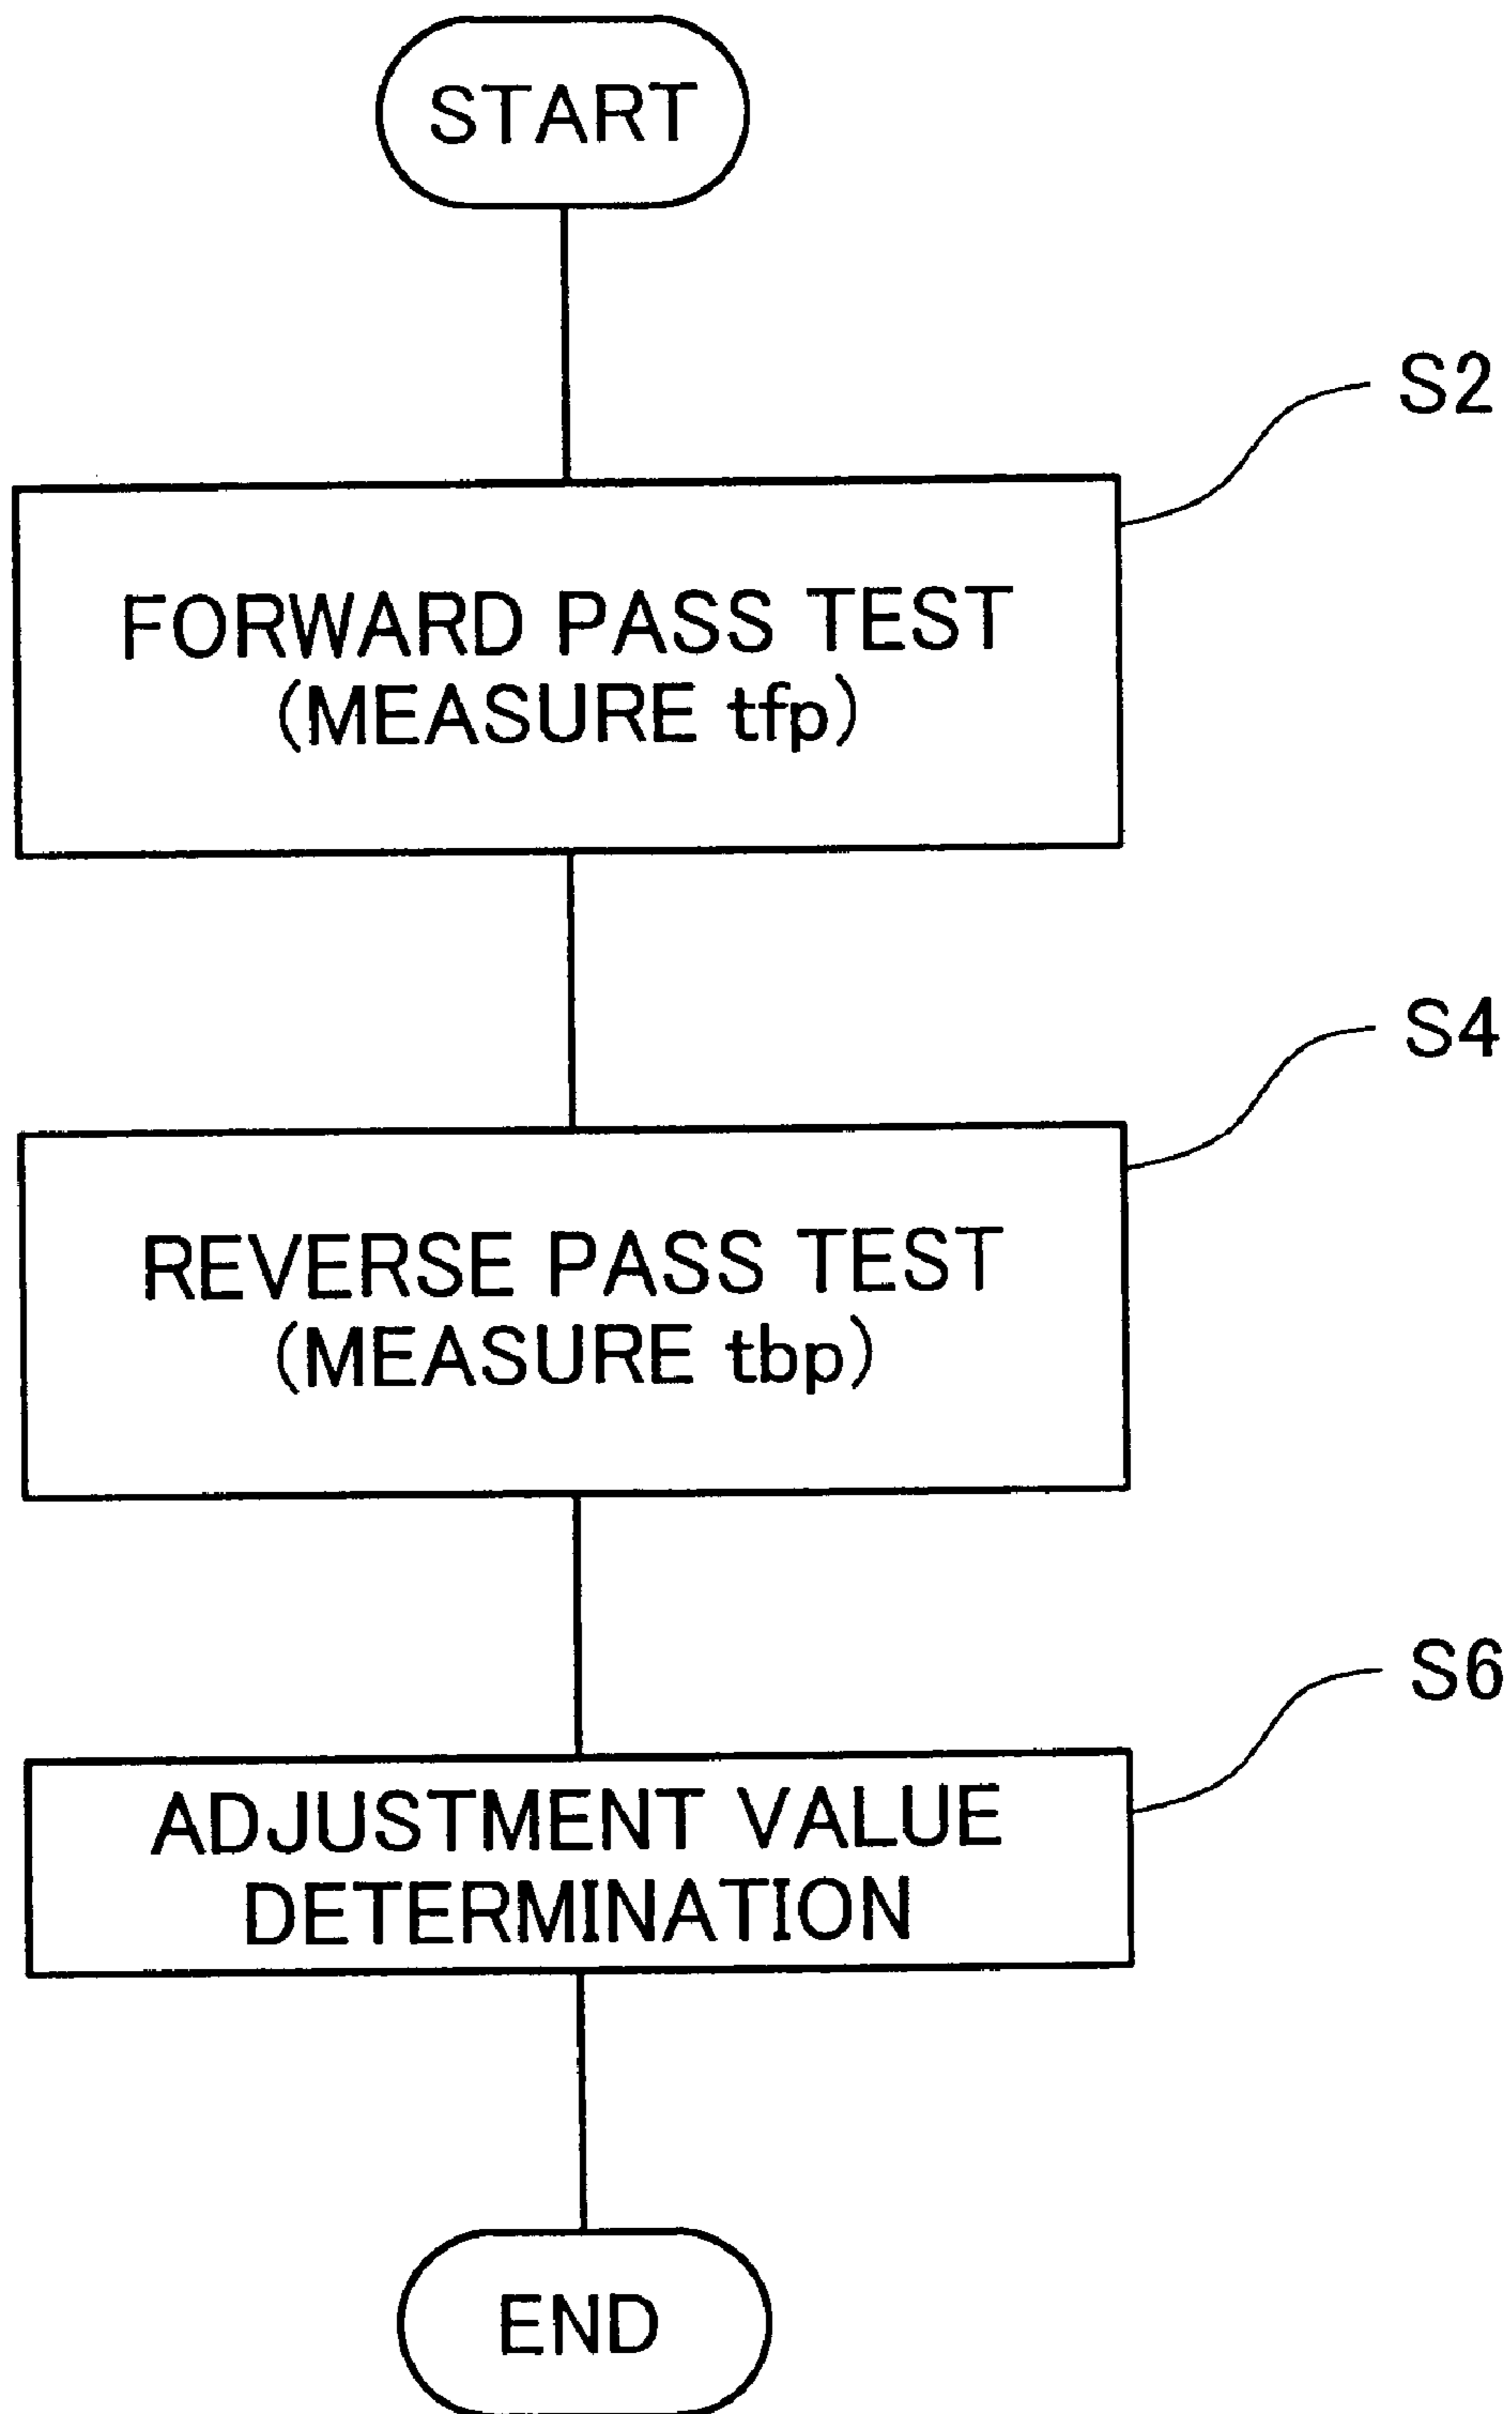 START
S2
FORWARD PASS TEST
(MEASURE tfp)
S4
REVERSE PASS TEST
(MEASURE tbp)
S6
ADJUSTMENT VALUE
DETERMINATION
END